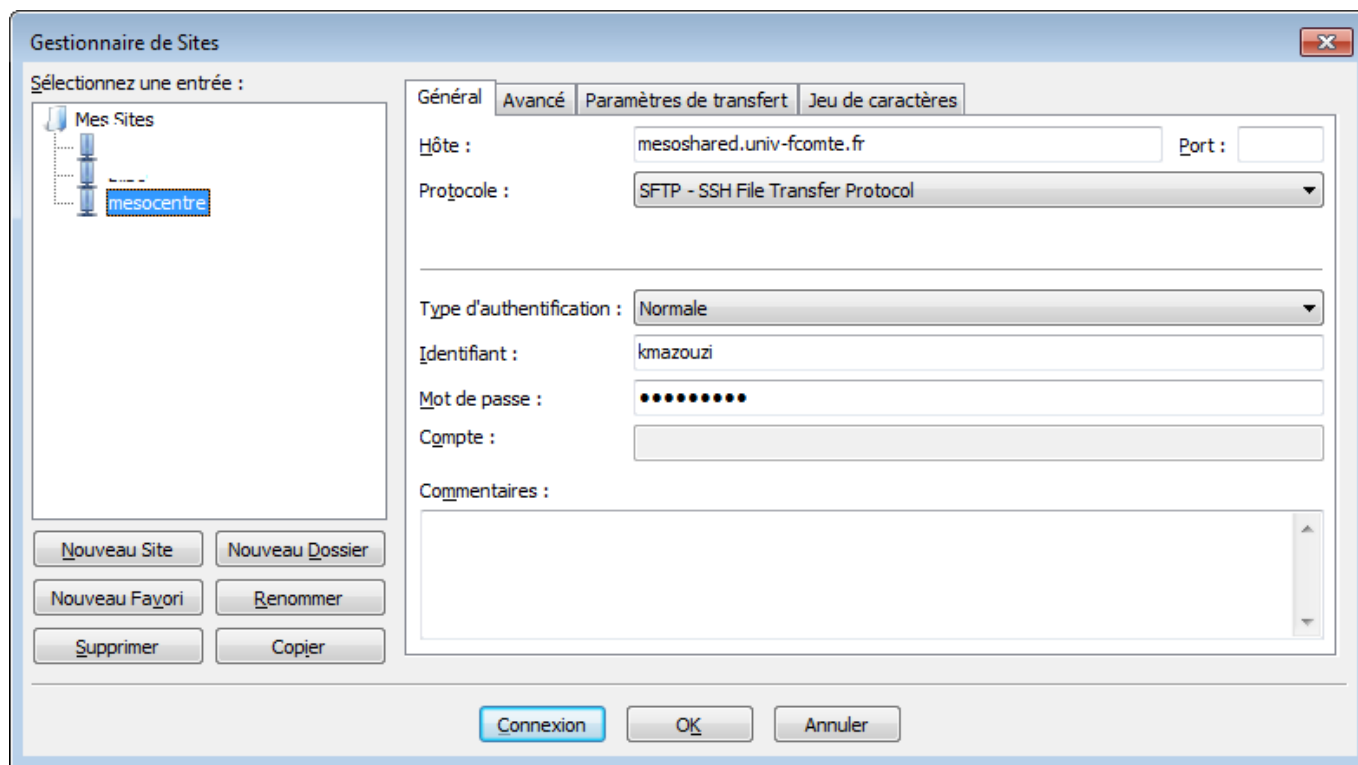 Gestionnaire de Sites
Sélectionnez une entrée :
Mes Sites
mesocentre
Nouveau Site
Nouveau Dossier
Nouveau Favori
Renommer
Supprimer
Copier
Général
Avancé
Paramètres de transfert
Jeu de caractères
Hôte :
mesoshared.univ-fcomte.fr
Port :
Protocole :
SFTP - SSH File Transfer Protocol
Type d'authentification :
Normale
Identifiant :
kmazouzi
Mot de passe :
•••••••••
Compte :
Commentaires :
Connexion
OK
Annuler